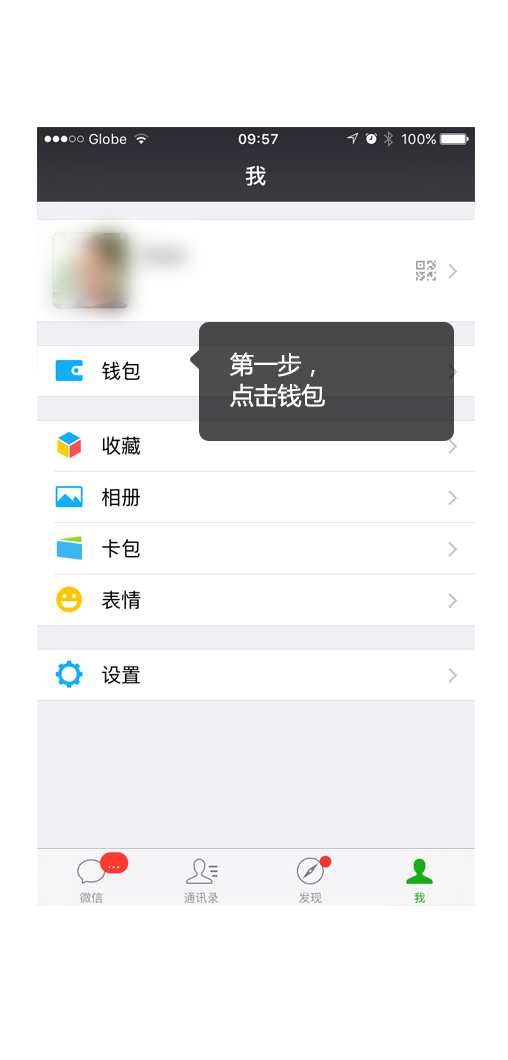 Globe
09:57
100%
我
钱包
第一步，
点击钱包
收藏
相册
卡包
表情
设置
...
微信
通讯录
发现
我